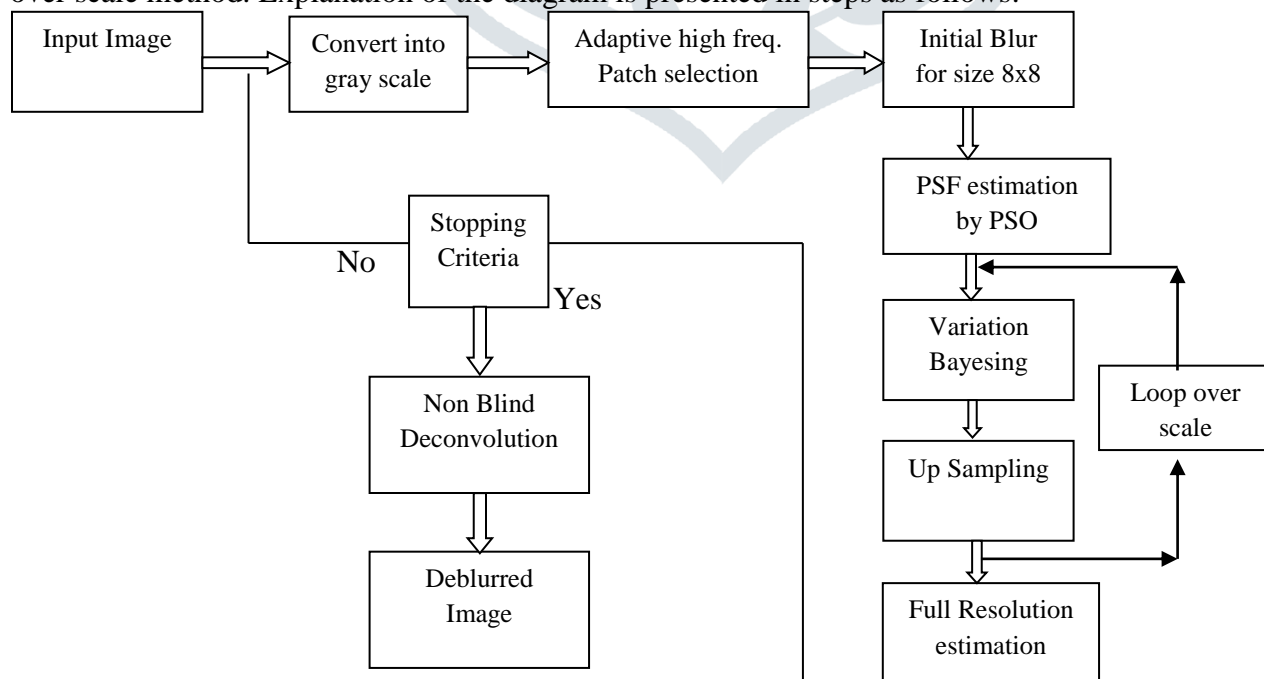 over scale method. Explanation of the diagram is presented in steps as follows.
Input Image
Convert into
gray scale
Adaptive high freq.
Patch selection
Initial Blur
for size 8x8
PSF estimation
by PSO
Stopping
Criteria
No
Yes
Variation
Bayesing
Loop over
scale
Non Blind
Deconvolution
Up Sampling
Deblurred
Image
Full Resolution
estimation